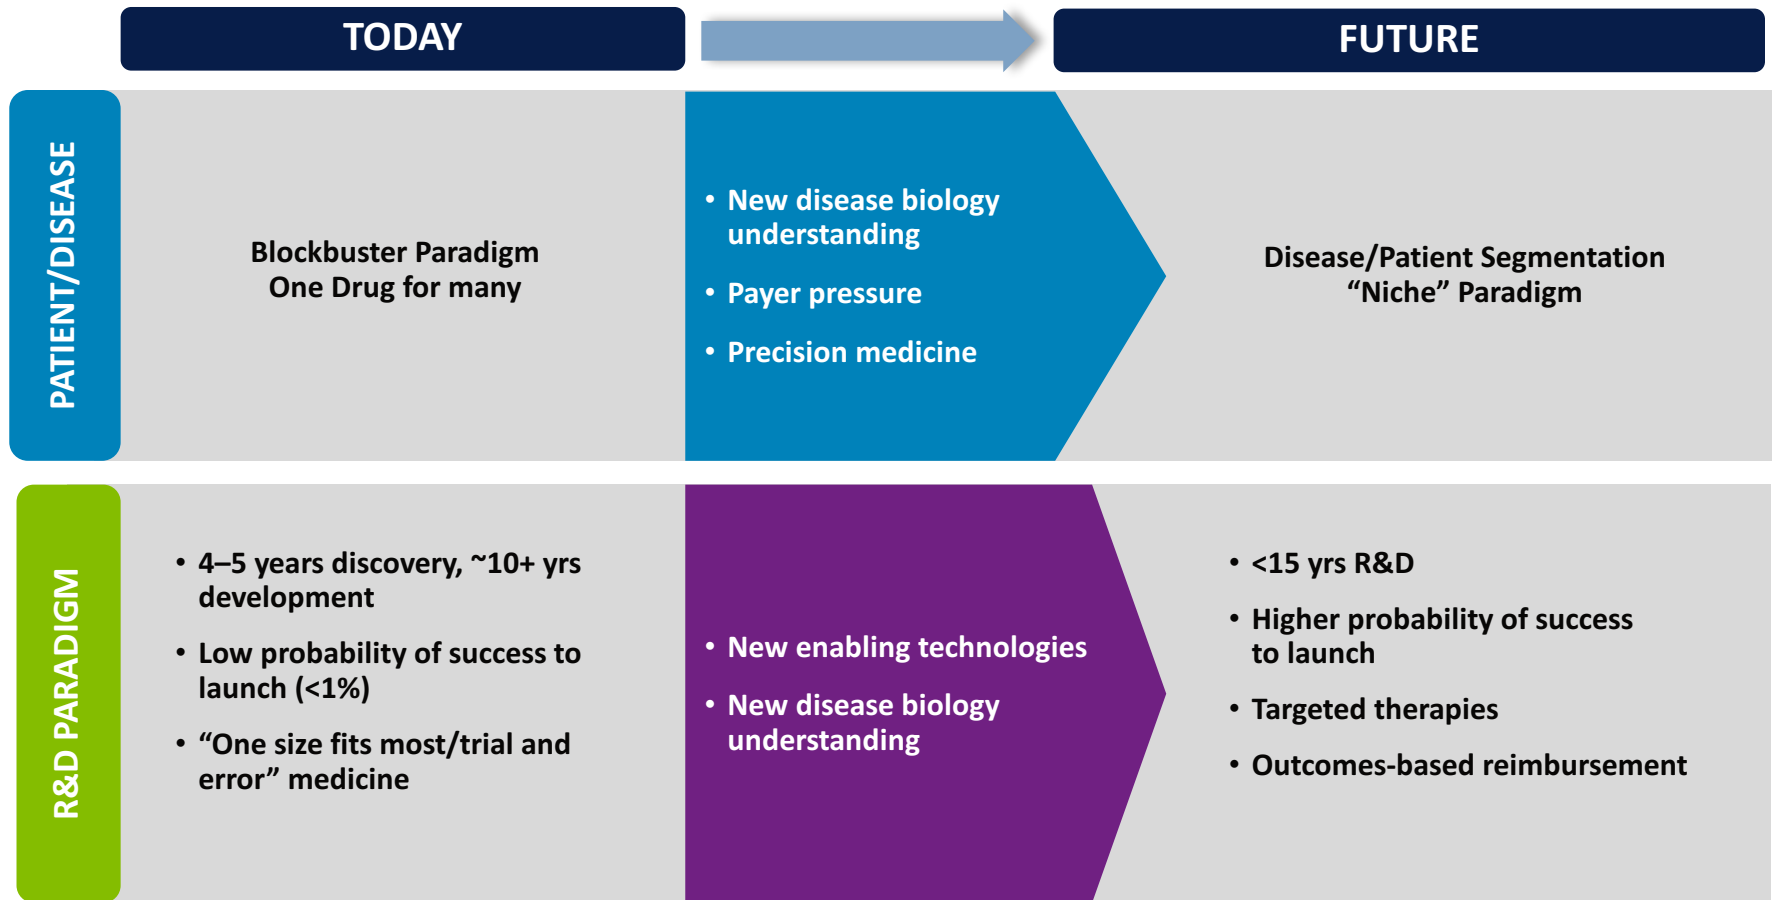 TODAY
FUTURE
PATIENT/DISEASE
Blockbuster Paradigm
One Drug for many
• New disease biology
understanding
• Payer pressure
• Precision medicine
Disease/Patient Segmentation
“Niche” Paradigm
R&D PARADIGM
• 4–5 years discovery, ~10+ yrs
development
• Low probability of success to
launch (<1%)
• “One size fits most/trial and
error” medicine
• New enabling technologies
• New disease biology
understanding
• <15 yrs R&D
• Higher probability of success
to launch
• Targeted therapies
• Outcomes-based reimbursement